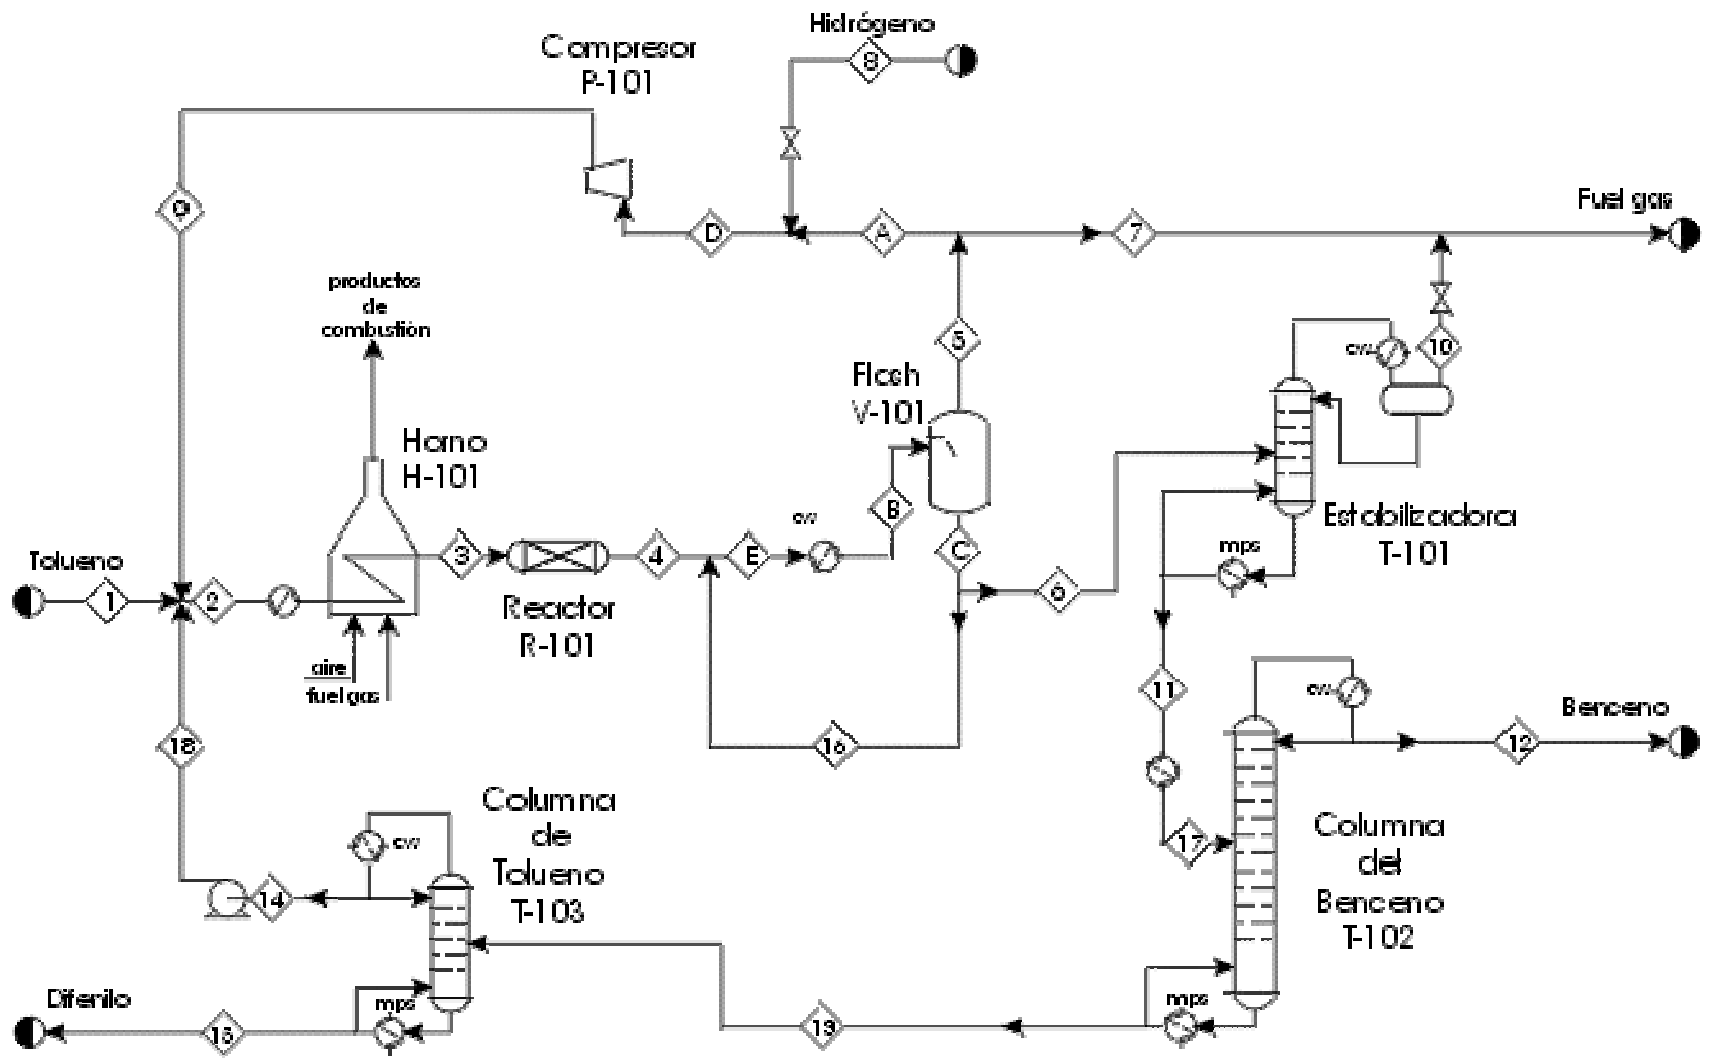 Hidrógeno
Compresor
P-101
8
9
D
A
7
Fuel gas
productos
de
combustión
5
cw
10
Flash
V-101
Horno
H-101
B
cw
Estabilizadora
T-101
mps
Tolueno
1
2
3
4
E
C
6
Reactor
R-101
aire
fuel gas
11
cw
Benceno
12
18
16
Columna
de
Tolueno
T-103
cw
14
17
Columna
del
Benceno
T-102
Difenilo
15
mps
19
mps